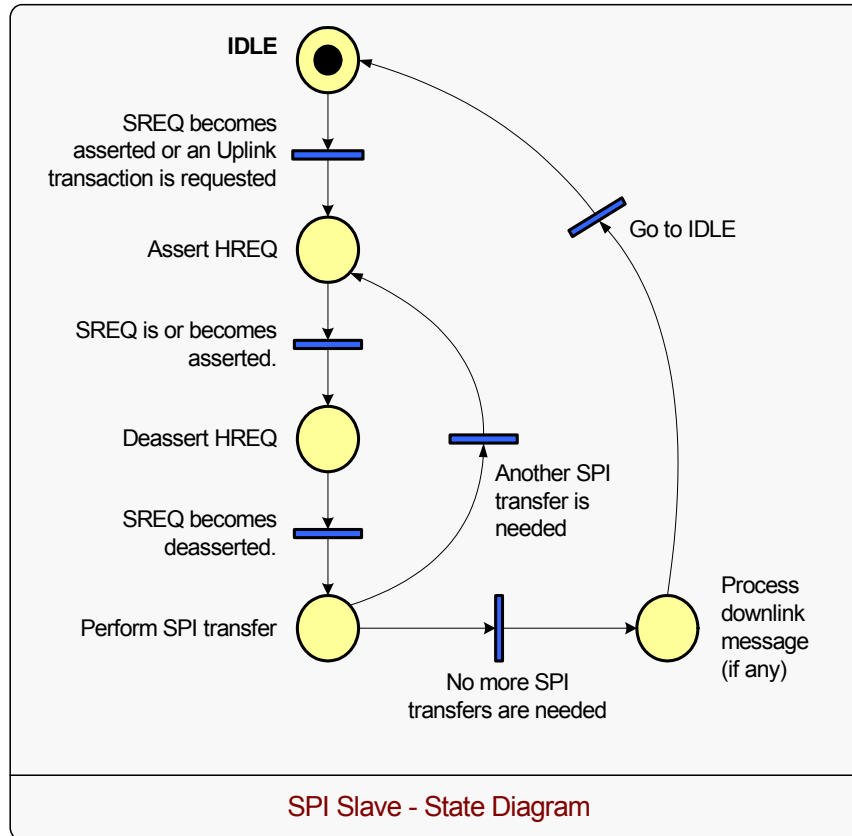 IDLE
SREQ becomes
asserted or an Uplink
transaction is requested
Go to IDLE
Assert HREQ
SREQ is or becomes
asserted.
Deassert HREQ
Another SPI
transfer is
needed
SREQ becomes
deasserted.
Perform SPI transfer
Process
downlink
message
(if any)
No more SPI
transfers are needed
SPI Slave - State Diagram